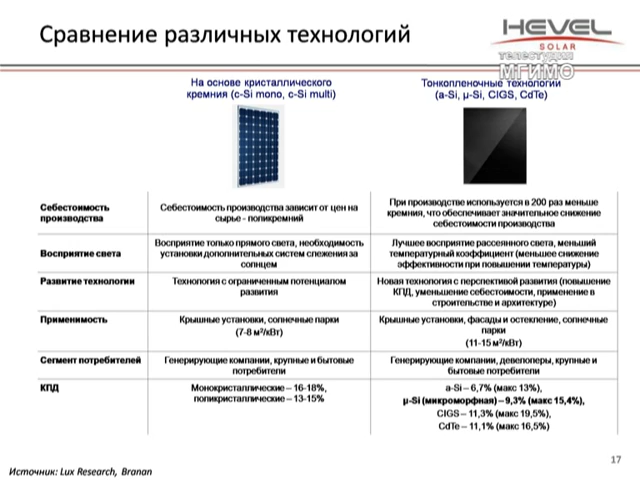 Сравнение различных технологий
HEVEL
SOLAR
телестудия
МГИМО
На основе кристаллического
кремния (c-Si mono, c-Si multi)
Тонкопленочные технологии
(a-Si, μ-Si, CIGS, CdTe)
Себестоимость
производства
Себестоимость производства зависит от цен на
сырье - поликремний
При производстве используется в 200 раз меньше
кремния, что обеспечивает значительное снижение
себестоимости производства
Восприятие света
Восприятие только прямого света, необходимость
установки дополнительных систем слежения за
солнцем
Лучшее восприятие рассеянного света, меньший
температурный коэффициент (меньшее снижение
эффективности при повышении температуры)
Развитие технологии
Технология с ограниченным потенциалом
развития
Новая технология с перспективой развития (повышение
КПД, уменьшение себестоимости, применение в
строительстве и архитектуре)
Применимость
Крышные установки, солнечные парки
(7-8 м²/кВт)
Крышные установки, фасады и остекление, солнечные
парки
(11-15 м²/кВт)
Сегмент потребителей
Генерирующие компании, крупные и бытовые
потребители
Генерирующие компании, девелоперы, крупные и
бытовые потребители
КПД
Монокристаллические – 16-18%,
поликристаллические – 13-15%
a-Si – 6,7% (макс 13%),
μ-Si (микроморфная) – 9,3% (макс 15,4%),
CIGS – 11,3% (макс 19,5%),
CdTe – 11,1% (макс 16,5%)
17
Источник: Lux Research, Branan